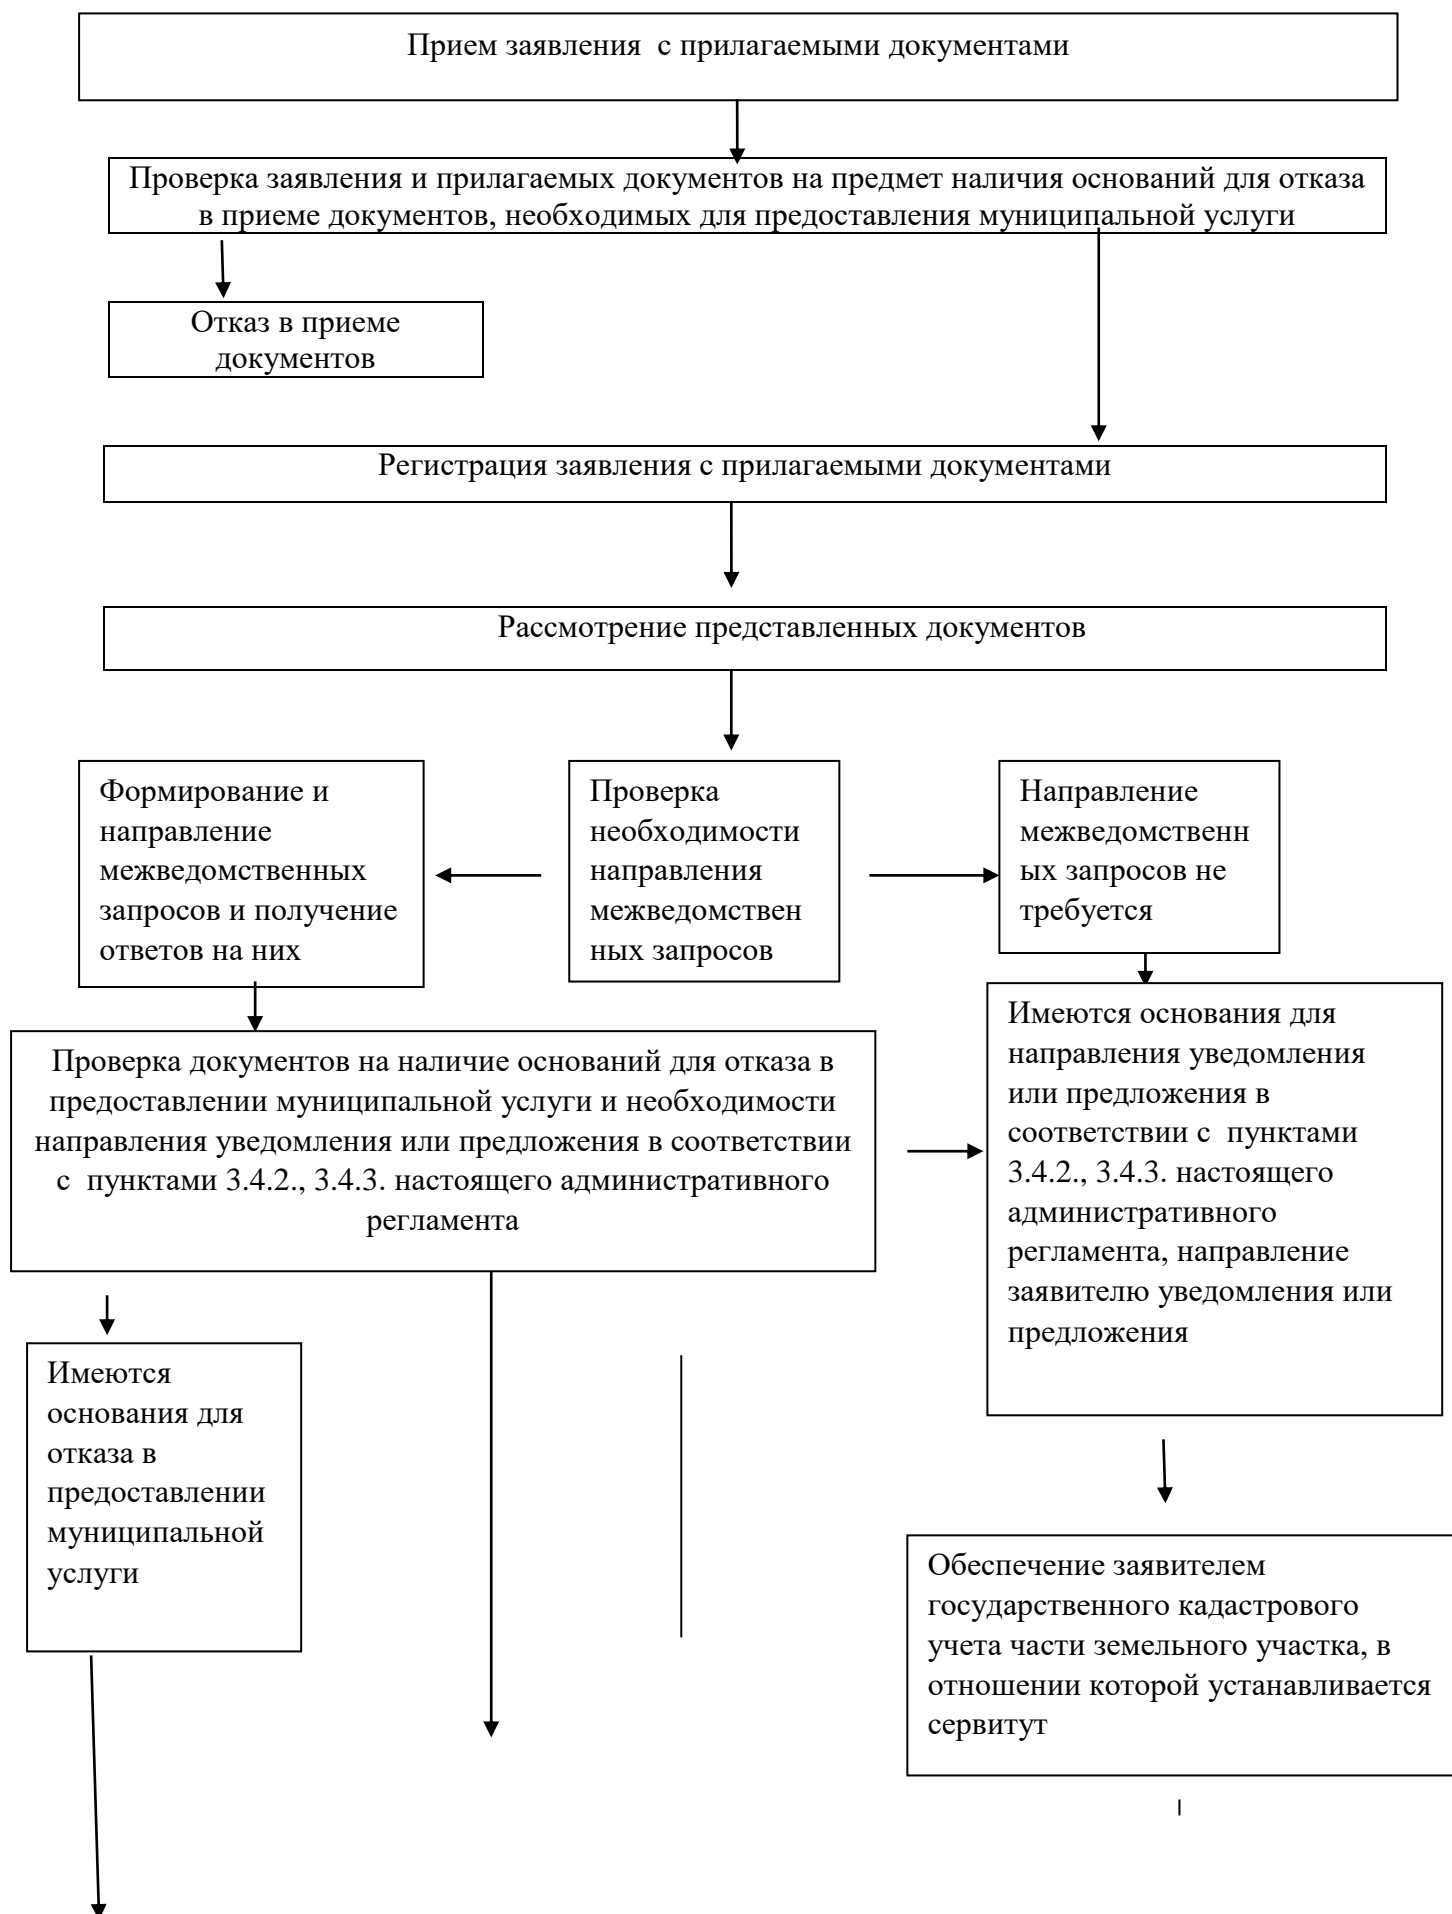 Прием заявления  с прилагаемыми документами
Проверка заявления и прилагаемых документов на предмет наличия оснований для отказа
в приеме документов, необходимых для предоставления муниципальной услуги
Отказ в приеме
документов
Регистрация заявления с прилагаемыми документами
Рассмотрение представленных документов
Формирование и
направление
межведомственных
запросов и получение
ответов на них
Проверка
необходимости
направления
межведомствен
ных запросов
Направление
межведомственн
ых запросов не
требуется
Проверка документов на наличие оснований для отказа в
предоставлении муниципальной услуги и необходимости
направления уведомления или предложения в соответствии
с  пунктами 3.4.2., 3.4.3. настоящего административного
регламента
Имеются основания для
направления уведомления
или предложения в
соответствии с  пунктами
3.4.2., 3.4.3. настоящего
административного
регламента, направление
заявителю уведомления или
предложения
Имеются
основания для
отказа в
предоставлении
муниципальной
услуги
Обеспечение заявителем
государственного кадастрового
учета части земельного участка, в
отношении которой устанавливается
сервитут